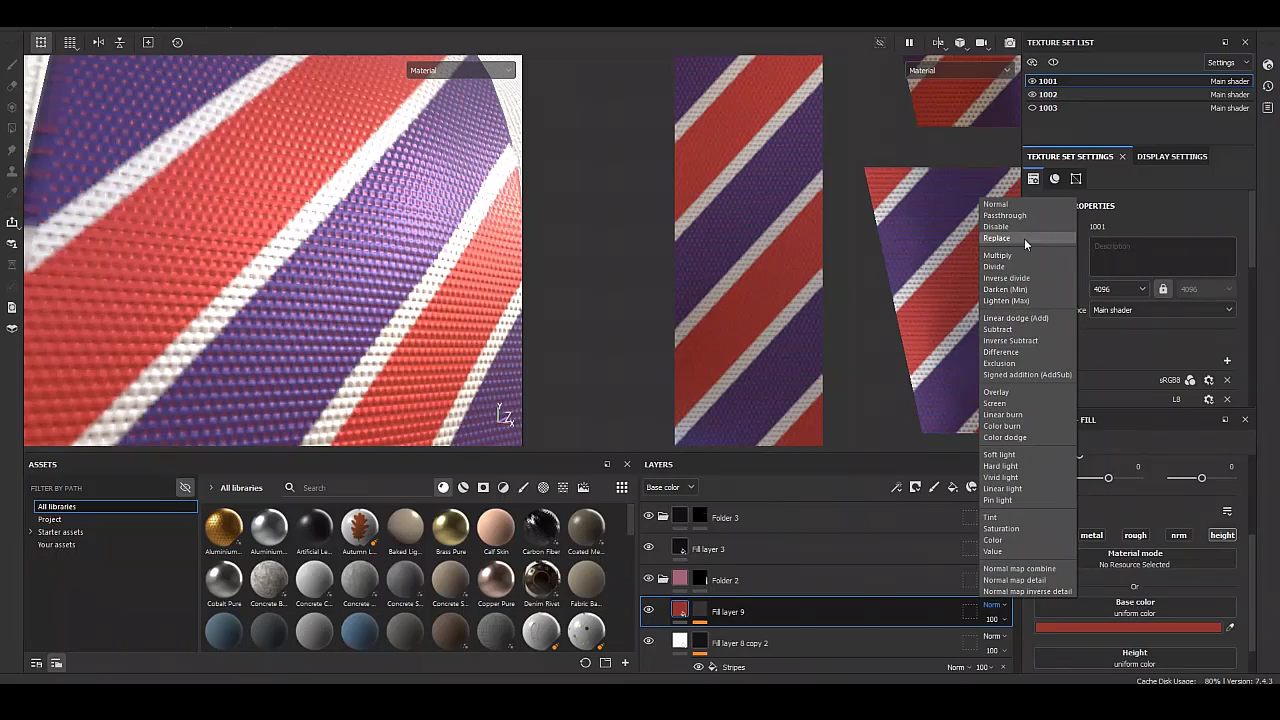 Material
Material
TEXTURE SET LIST
Settings
1001 Main shader
1002 Main shader
1003 Main shader
TEXTURE SET SETTINGS DISPLAY SETTINGS
PROPERTIES
1001
Description
4096 4096
Main shader
sRGB8
L8
FILL
0 0
metal rough nrm height
Material mode
No Resource Selected
Or
Base color
uniform color
Height
uniform color
Normal
Passthrough
Disable
Replace
Multiply
Divide
Inverse divide
Darken (Min)
Lighten (Max)
Linear dodge (Add)
Subtract
Inverse Subtract
Difference
Exclusion
Signed addition (AddSub)
Overlay
Screen
Linear burn
Color burn
Color dodge
Soft light
Hard light
Vivid light
Linear light
Pin light
Tint
Saturation
Color
Value
Normal map combine
Normal map detail
Normal map inverse detail
ASSETS
FILTER BY PATH
All libraries
Search
All libraries
Project
Starter assets
Your assets
Aluminium... Aluminium... Artificial Le... Autumn L... Baked Lig... Brass Pure Calf Skin Carbon Fiber Coated Me...
Cobalt Pure Concrete B... Concrete C... Concrete S... Concrete S... Concrete S... Copper Pure Denim Rivet Fabric Ba...
LAYERS
Base color
Folder 3
Fill layer 3
Folder 2
Fill layer 9 Norm 100
Fill layer 8 copy 2 Norm 100
Stripes Norm 100
Cache Disk Usage: 80% | Version: 7.4.3